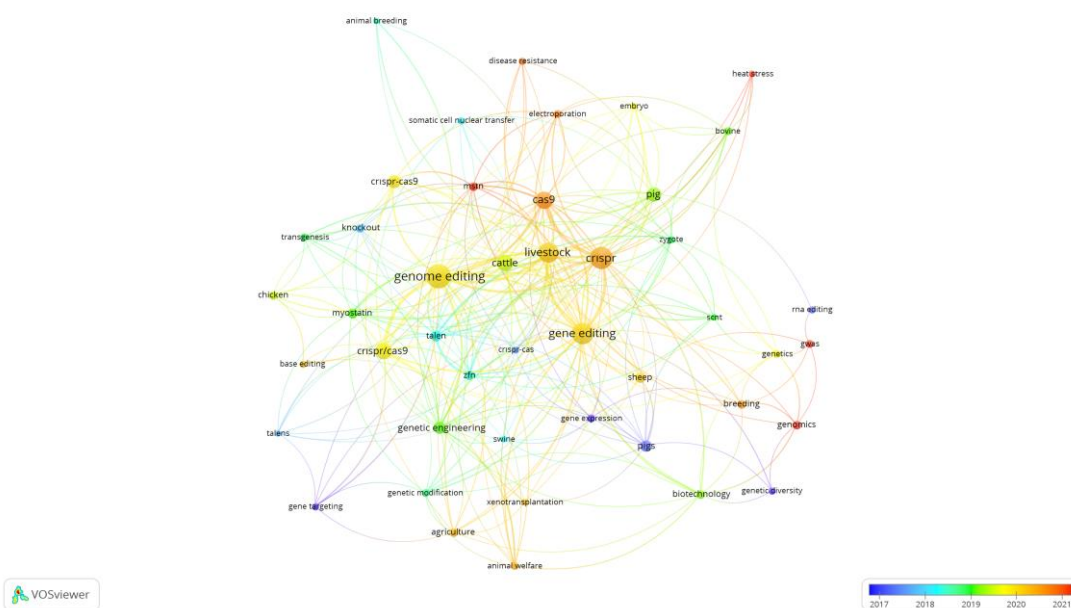 animal breeding
disease resistance
heat stress
embryo
electroporation
somatic cell nuclear transfer
bovine
crispr-cas9
mstn
pig
cas9
knockout
transgenesis
zygote
livestock
crispr
cattle
genome editing
chicken
rna editing
myostatin
scnt
talen
gene editing
gwas
crispr/cas9
crispr-cas
genetics
base editing
zfn
sheep
breeding
gene expression
genomics
genetic engineering
talens
swine
pigs
genetic modification
biotechnology
genetic diversity
xenotransplantation
gene targeting
agriculture
animal welfare
VOSviewer
2017 2018 2019 2020 2021